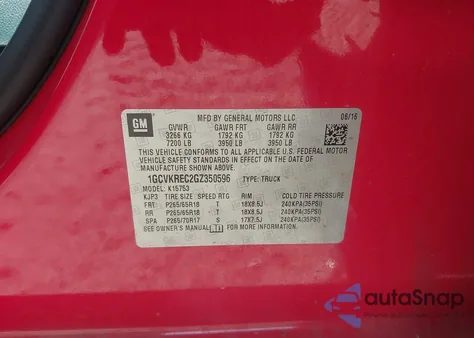 GM
MFD BY GENERAL MOTORS LLC 06/16
GVWR GAWR FRT GAWR RR
3266 KG 1792 KG 1792 KG
7200 LB 3950 LB 3950 LB
THIS VEHICLE CONFORMS TO ALL APPLICABLE U.S.
FEDERAL MOTOR VEHICLE SAFETY AND THEFT PREVENTION
STANDARDS IN EFFECT ON THE DATE OF
MANUFACTURE SHOWN ABOVE.
1GCVKREC2GZ350596 TYPE: TRUCK
MODEL: K15753
KJP3 TIRE SIZE SPEED RTG RIM COLD TIRE PRESSURE
FRT P265/65R18 - T 18X8.5J 240KPA(35PSI)
RR P265/65R18 - T 18X8.5J 240KPA(35PSI)
SPA P265/70R17 S 17X7.5J 240KPA(35PSI)
SEE OWNER'S MANUAL FOR MORE INFORMATION
autoSnap